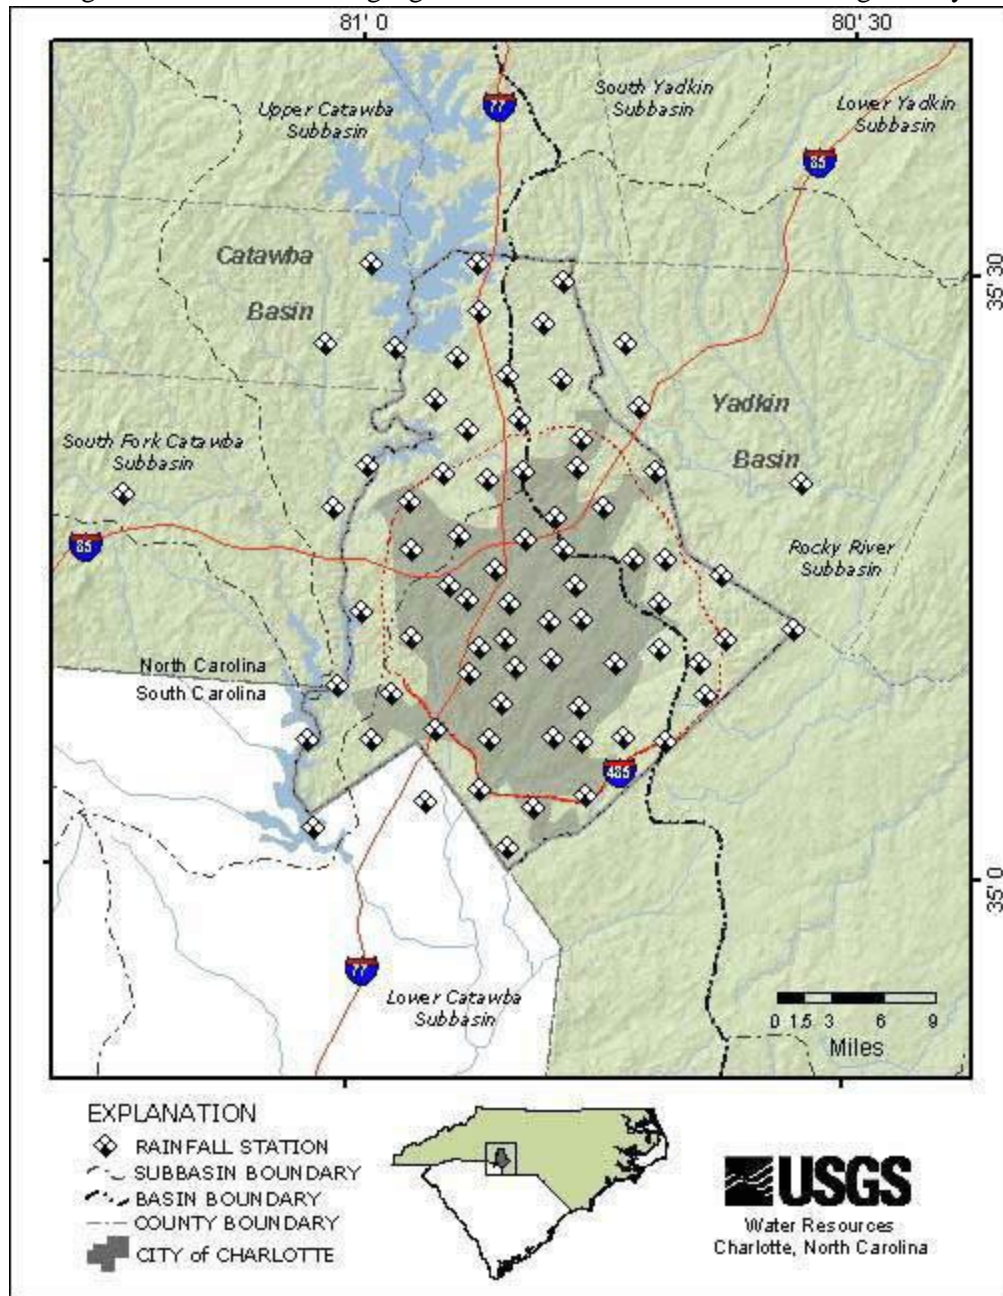 81° 0
80° 30
77
South Yadkin
Subbasin
Upper Catawba
Subbasin
Lower Yadkin
Subbasin
85
Catawba
Basin
35° 30
Yadkin
Basin
South Fork Catawba
Subbasin
85
Rocky River
Subbasin
North Carolina
South Carolina
485
35° 0
77
Lower Catawba
Subbasin
0 1.5 3 6 9
Miles
EXPLANATION
RAINFALL STATION
SUBBASIN BOUNDARY
BASIN BOUNDARY
COUNTY BOUNDARY
CITY of CHARLOTTE
USGS
Water Resources
Charlotte, North Carolina